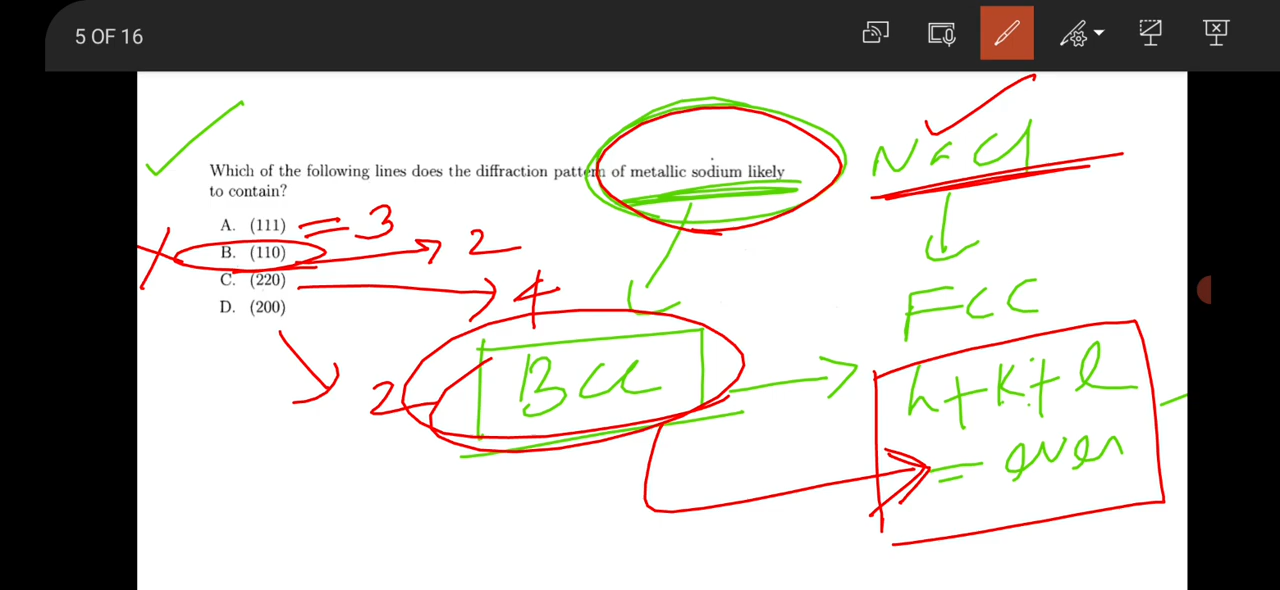 5 OF 16
NaCl
Which of the following lines does the diffraction pattern of metallic sodium likely
to contain?
A. (111) = 3
B. (110) → 2
C. (220) → 4
D. (200)
FCC
2
BCC
h+k+l
= even